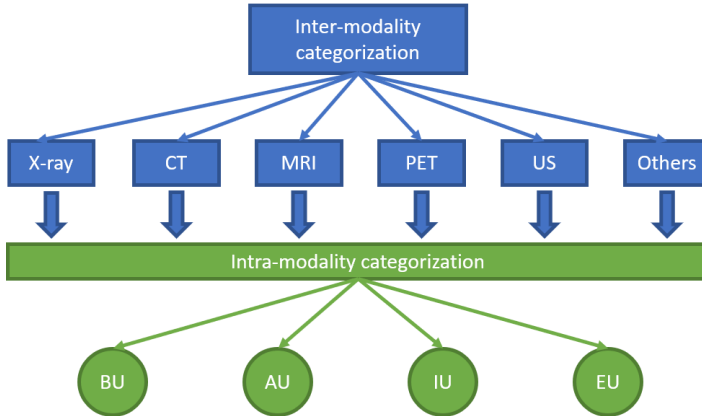 Inter-modality
categorization
X-ray
CT
MRI
PET
US
Others
Intra-modality categorization
BU
AU
IU
EU